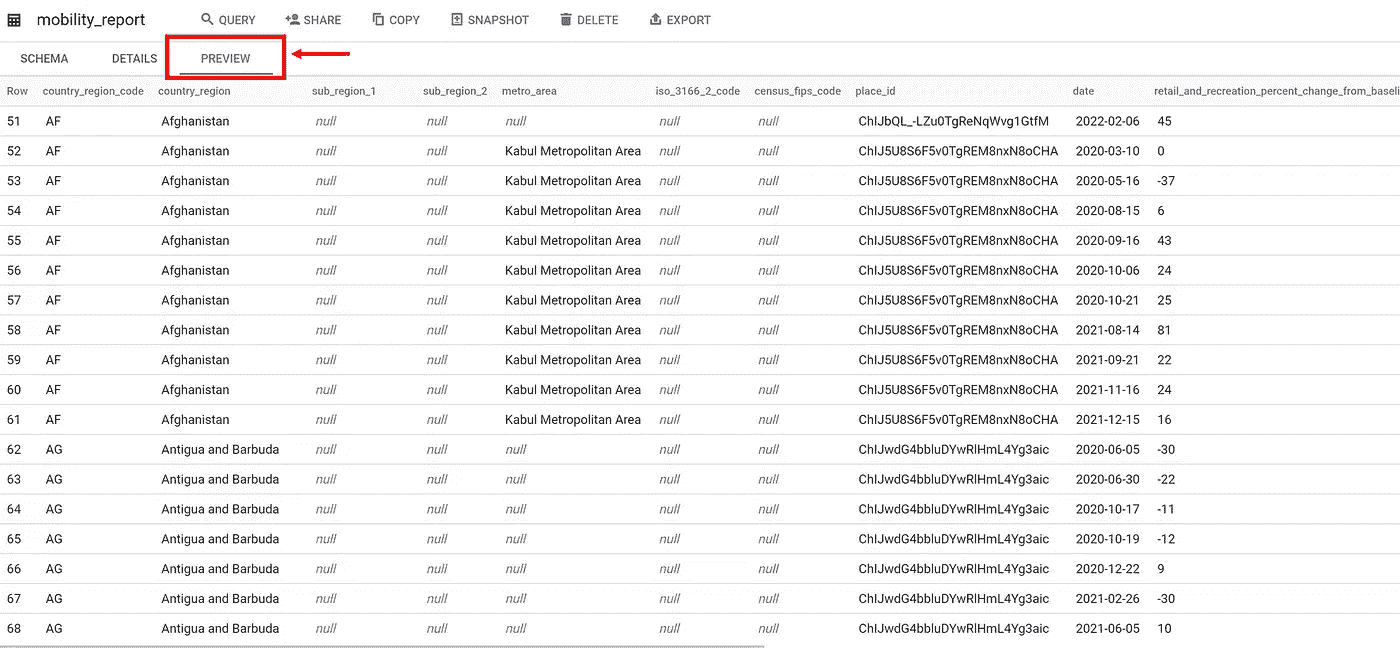 mobility_report QUERY SHARE COPY SNAPSHOT DELETE EXPORT
SCHEMA DETAILS PREVIEW
Row country_region_code country_region sub_region_1 sub_region_2 metro_area iso_3166_2_code census_fips_code place_id date retail_and_recreation_percent_change_from_baseli
51 AF Afghanistan null null null null null ChIJbQL_-LZu0TgReNqWvg1GtfM 2022-02-06 45
52 AF Afghanistan null null Kabul Metropolitan Area null null ChIJ5U8S6F5v0TgREM8nxN8oCHA 2020-03-10 0
53 AF Afghanistan null null Kabul Metropolitan Area null null ChIJ5U8S6F5v0TgREM8nxN8oCHA 2020-05-16 -37
54 AF Afghanistan null null Kabul Metropolitan Area null null ChIJ5U8S6F5v0TgREM8nxN8oCHA 2020-08-15 6
55 AF Afghanistan null null Kabul Metropolitan Area null null ChIJ5U8S6F5v0TgREM8nxN8oCHA 2020-09-16 43
56 AF Afghanistan null null Kabul Metropolitan Area null null ChIJ5U8S6F5v0TgREM8nxN8oCHA 2020-10-06 24
57 AF Afghanistan null null Kabul Metropolitan Area null null ChIJ5U8S6F5v0TgREM8nxN8oCHA 2020-10-21 25
58 AF Afghanistan null null Kabul Metropolitan Area null null ChIJ5U8S6F5v0TgREM8nxN8oCHA 2021-08-14 81
59 AF Afghanistan null null Kabul Metropolitan Area null null ChIJ5U8S6F5v0TgREM8nxN8oCHA 2021-09-21 22
60 AF Afghanistan null null Kabul Metropolitan Area null null ChIJ5U8S6F5v0TgREM8nxN8oCHA 2021-11-16 24
61 AF Afghanistan null null Kabul Metropolitan Area null null ChIJ5U8S6F5v0TgREM8nxN8oCHA 2021-12-15 16
62 AG Antigua and Barbuda null null null null null ChIJwdG4bbluDYwRlHmL4Yg3aic 2020-06-05 -30
63 AG Antigua and Barbuda null null null null null ChIJwdG4bbluDYwRlHmL4Yg3aic 2020-06-30 -22
64 AG Antigua and Barbuda null null null null null ChIJwdG4bbluDYwRlHmL4Yg3aic 2020-10-17 -11
65 AG Antigua and Barbuda null null null null null ChIJwdG4bbluDYwRlHmL4Yg3aic 2020-10-19 -12
66 AG Antigua and Barbuda null null null null null ChIJwdG4bbluDYwRlHmL4Yg3aic 2020-12-22 9
67 AG Antigua and Barbuda null null null null null ChIJwdG4bbluDYwRlHmL4Yg3aic 2021-02-26 -30
68 AG Antigua and Barbuda null null null null null ChIJwdG4bbluDYwRlHmL4Yg3aic 2021-06-05 10